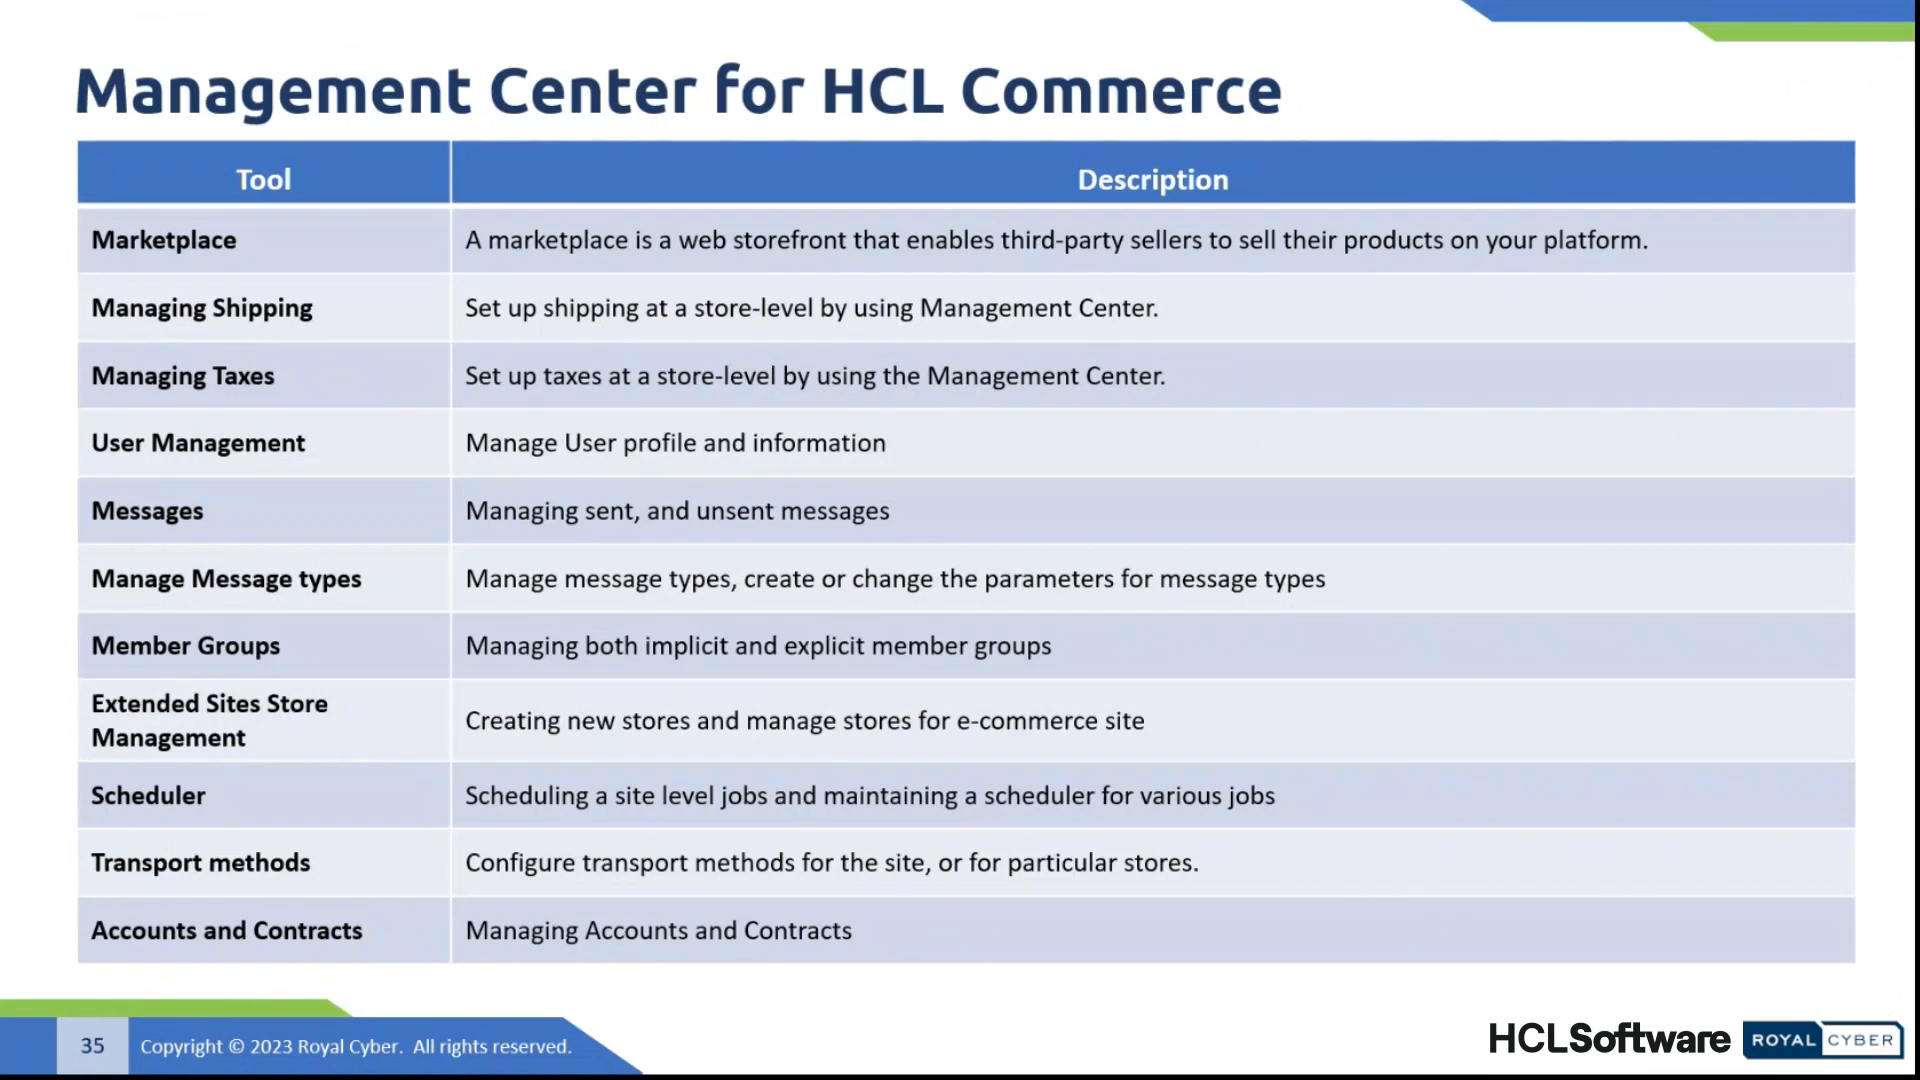 Management Center for HCL Commerce
Tool Description
Marketplace A marketplace is a web storefront that enables third-party sellers to sell their products on your platform.
Managing Shipping Set up shipping at a store-level by using Management Center.
Managing Taxes Set up taxes at a store-level by using the Management Center.
User Management Manage User profile and information
Messages Managing sent, and unsent messages
Manage Message types Manage message types, create or change the parameters for message types
Member Groups Managing both implicit and explicit member groups
Extended Sites Store
Management
Creating new stores and manage stores for e-commerce site
Scheduler Scheduling a site level jobs and maintaining a scheduler for various jobs
Transport methods Configure transport methods for the site, or for particular stores.
Accounts and Contracts Managing Accounts and Contracts
35 Copyright © 2023 Royal Cyber. All rights reserved.
HCLSoftware ROYAL CYBER